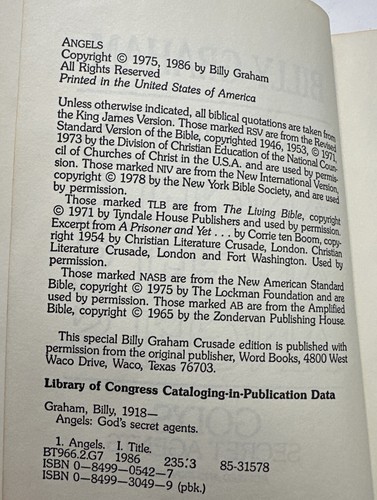 ANGELS
Copyright © 1975, 1986 by Billy Graham
All Rights Reserved
Printed in the United States of America
Unless otherwise indicated, all biblical quotations are taken from
the King James Version. Those marked RSV are from the Revised
Standard Version of the Bible, copyrighted 1946, 1953, © 1971,
1973 by the Division of Christian Education of the National Coun-
cil of Churches of Christ in the U.S.A. and are used by permis-
sion. Those marked NIV are from the New International Version,
copyright © 1978 by the New York Bible Society, and are used
by permission.
Those marked TLB are from The Living Bible, copyright
© 1971 by Tyndale House Publishers and used by permission.
Excerpt from A Prisoner and Yet . . . by Corrie ten Boom, copy-
right 1954 by Christian Literature Crusade, London. Christian
Literature Crusade, London and Fort Washington. Used by
permission.
Those marked NASB are from the New American Standard
Bible, copyright © 1975 by The Lockman Foundation and are
used by permission. Those marked AB are from the Amplified
Bible, copyright © 1965 by the Zondervan Publishing House.
This special Billy Graham Crusade edition is published with
permission from the original publisher, Word Books, 4800 West
Waco Drive, Waco, Texas 76703.
Library of Congress Cataloging-in-Publication Data
Graham, Billy, 1918—
Angels: God's secret agents.
1. Angels. I. Title.
BT966.2.G7 1986 235'.3 85-31578
ISBN 0—8499—0542—7
ISBN 0—8499—3049—9 (pbk.)